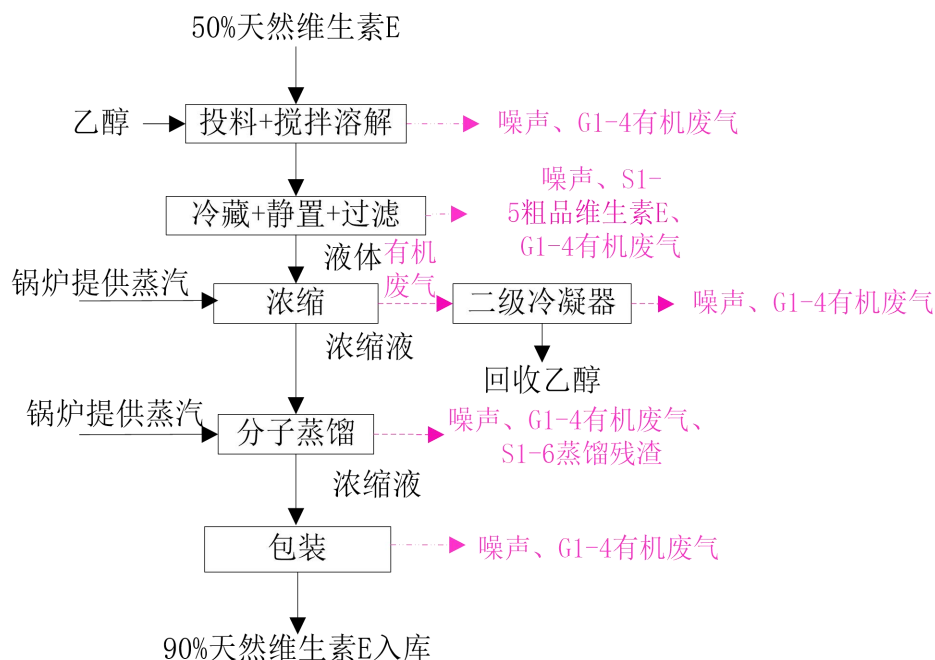 50%天然维生素E
乙醇
投料+搅拌溶解
噪声、G1-4有机废气
冷藏+静置+过滤
噪声、S1-
5粗品维生素E、
G1-4有机废气
液体
有机
废气
锅炉提供蒸汽
浓缩
二级冷凝器
噪声、G1-4有机废气
浓缩液
回收乙醇
锅炉提供蒸汽
分子蒸馏
噪声、G1-4有机废气、
S1-6蒸馏残渣
浓缩液
包装
噪声、G1-4有机废气
90%天然维生素E入库